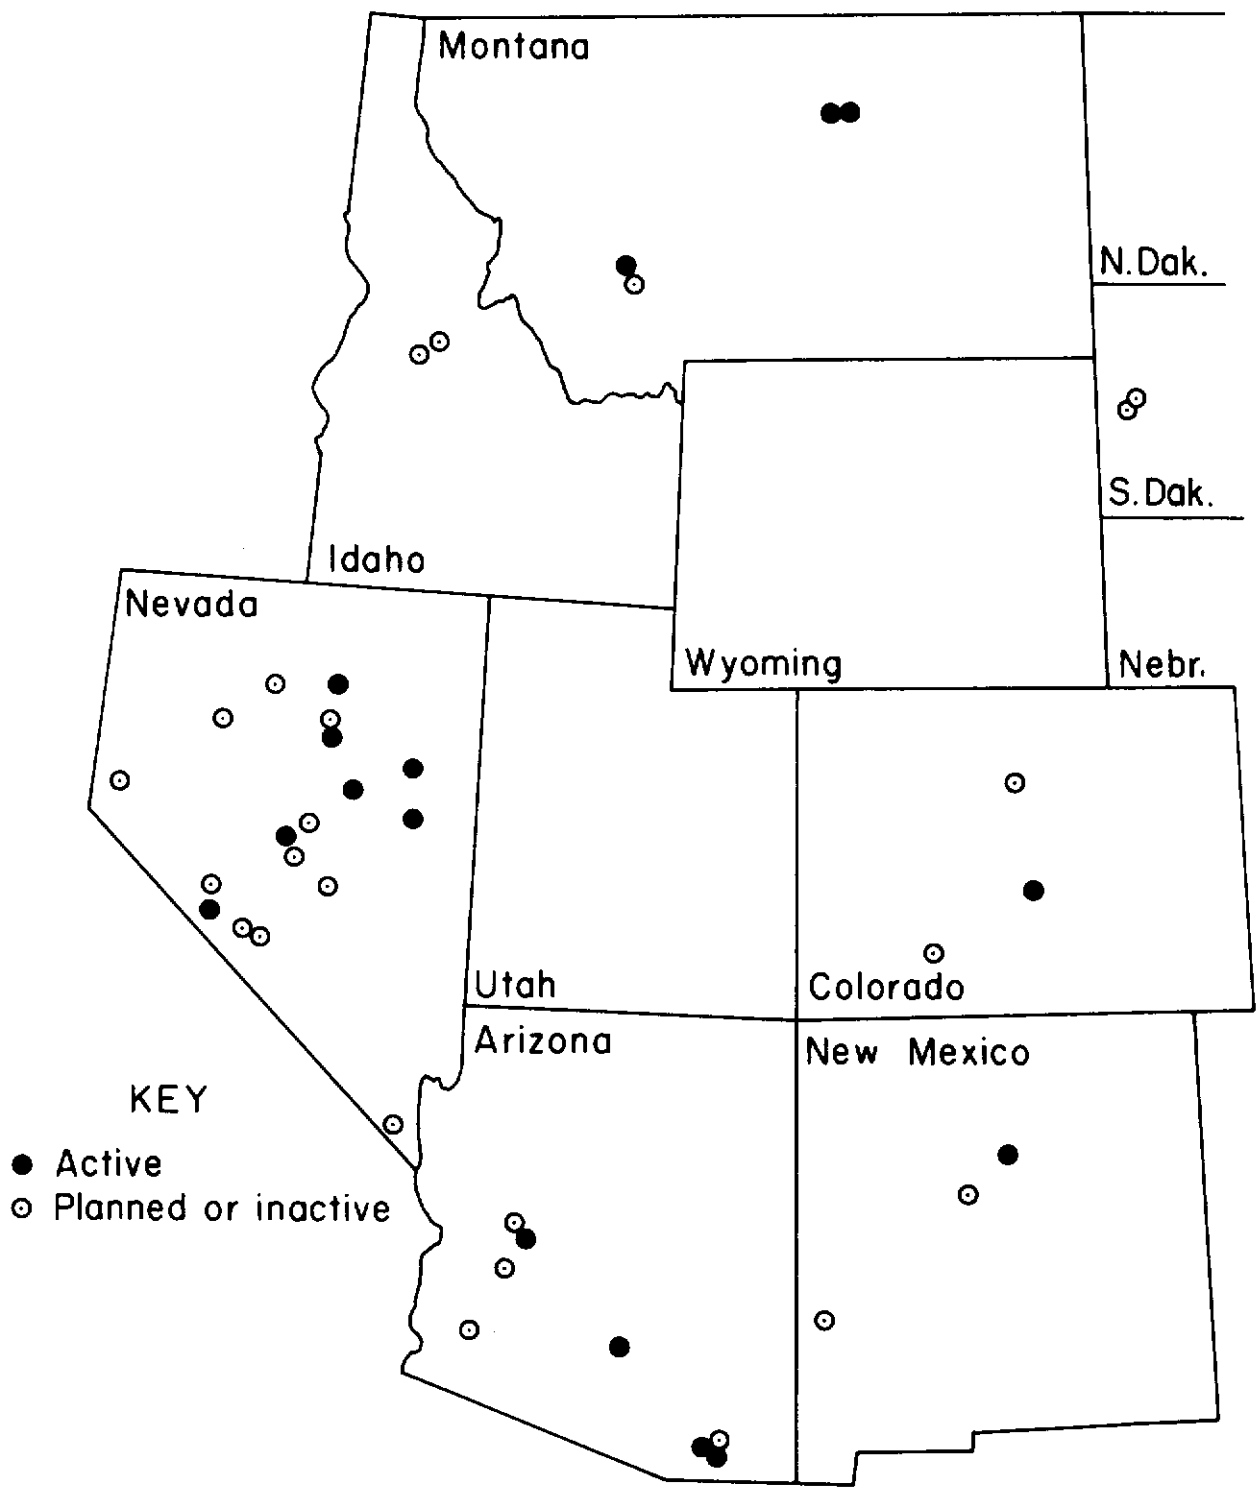 Montana
N.Dak.
S.Dak.
Idaho
Nevada
Wyoming
Nebr.
Utah
Colorado
Arizona
New Mexico
KEY
Active
Planned or inactive